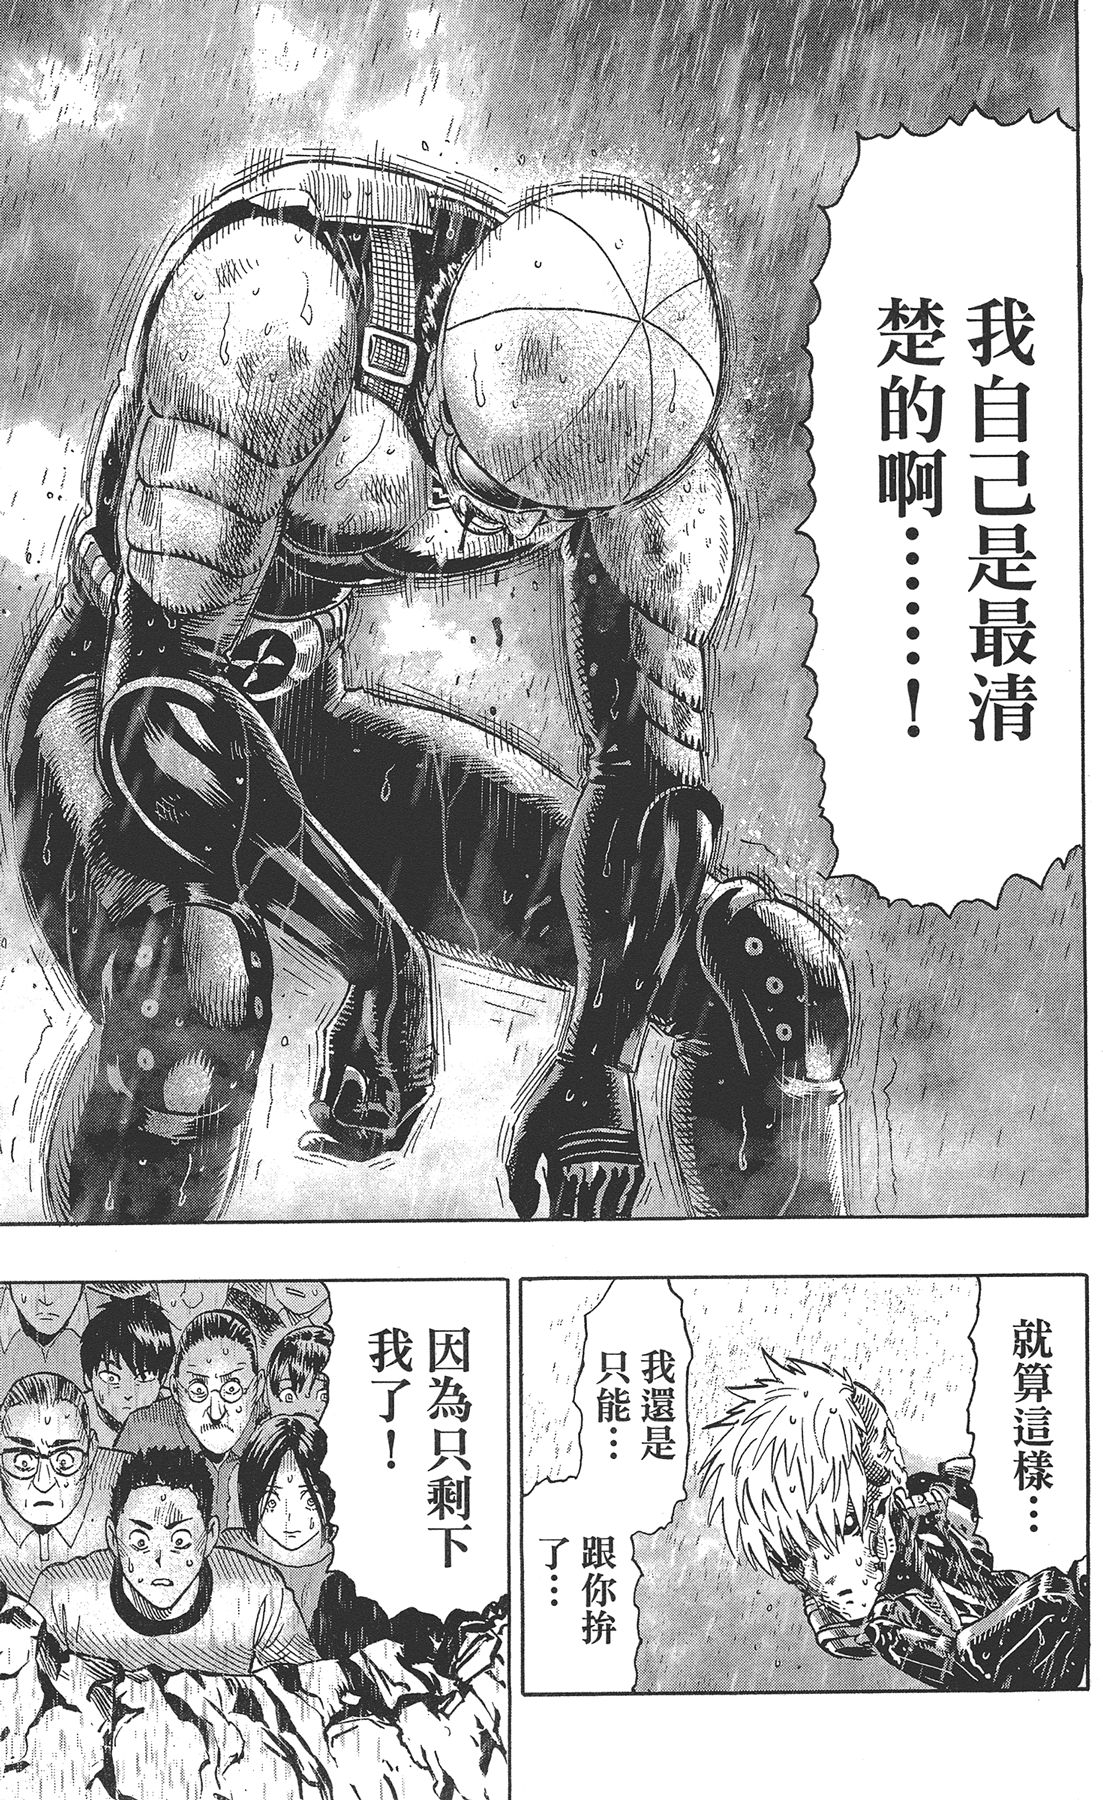 我自己是最清
楚的啊………！
就算這樣…
我還是
只能…
跟你拚
了…
因為只剩下
我了！